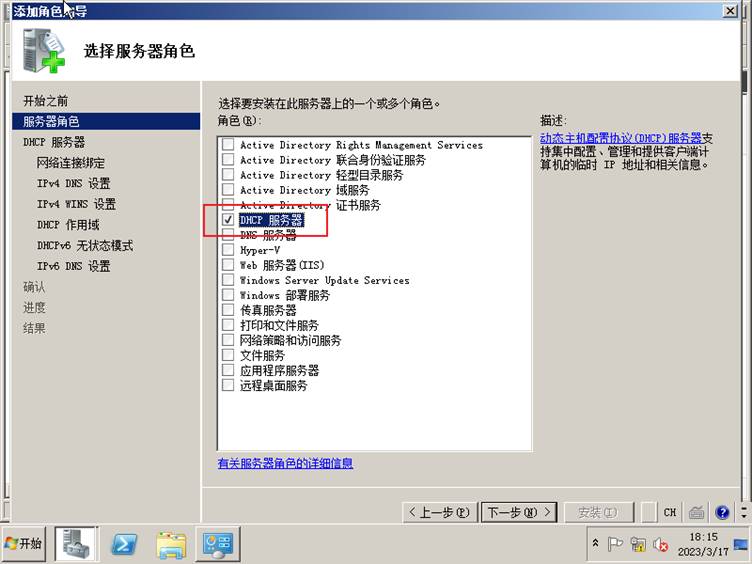 添加角色向导
选择服务器角色
开始之前
服务器角色
DHCP 服务器
网络连接绑定
IPv4 DNS 设置
IPv4 WINS 设置
DHCP 作用域
DHCPv6 无状态模式
IPv6 DNS 设置
确认
进度
结果
选择要安装在此服务器上的一个或多个角色。
角色(R):
Active Directory Rights Management Services
Active Directory 联合身份验证服务
Active Directory 轻型目录服务
Active Directory 域服务
Active Directory 证书服务
DHCP 服务器
DNS 服务器
Hyper-V
Web 服务器(IIS)
Windows Server Update Services
Windows 部署服务
传真服务器
打印和文件服务
网络策略和访问服务
文件服务
应用程序服务器
远程桌面服务
有关服务器角色的详细信息
描述:
动态主机配置协议(DHCP)服务器支
持集中配置、管理和提供客户端计
算机的临时 IP 地址和相关信息。
< 上一步(P)
下一步(N) >
安装(I)
CH
开始
18:15
2023/3/17